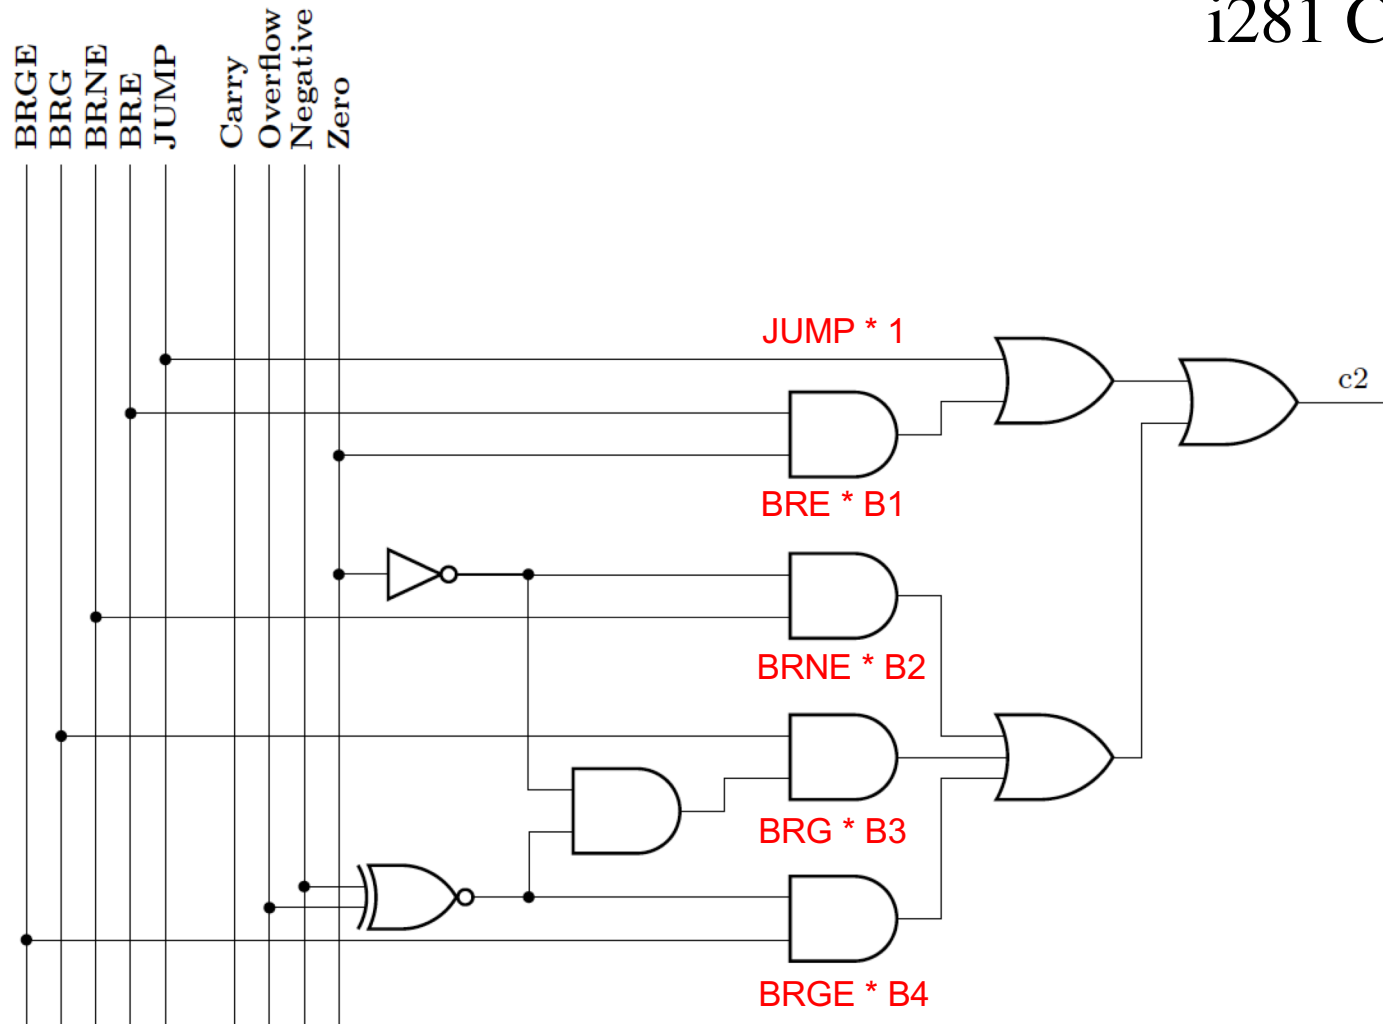 i281 C
BRGE
BRG
BRNE
BRE
JUMP
Carry
Overflow
Negative
Zero
JUMP * 1
c2
BRE * B1
BRNE * B2
BRG * B3
BRGE * B4